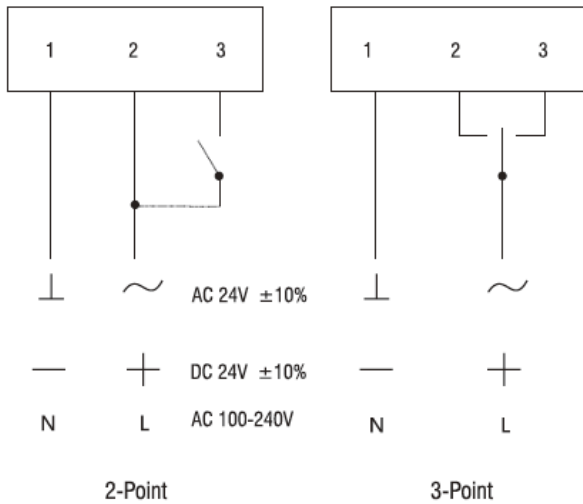 1 2 3 1 2 3
⊥ ~ AC 24V ±10% ⊥ ~
— + DC 24V ±10% — +
N L AC 100-240V N L
2-Point 3-Point